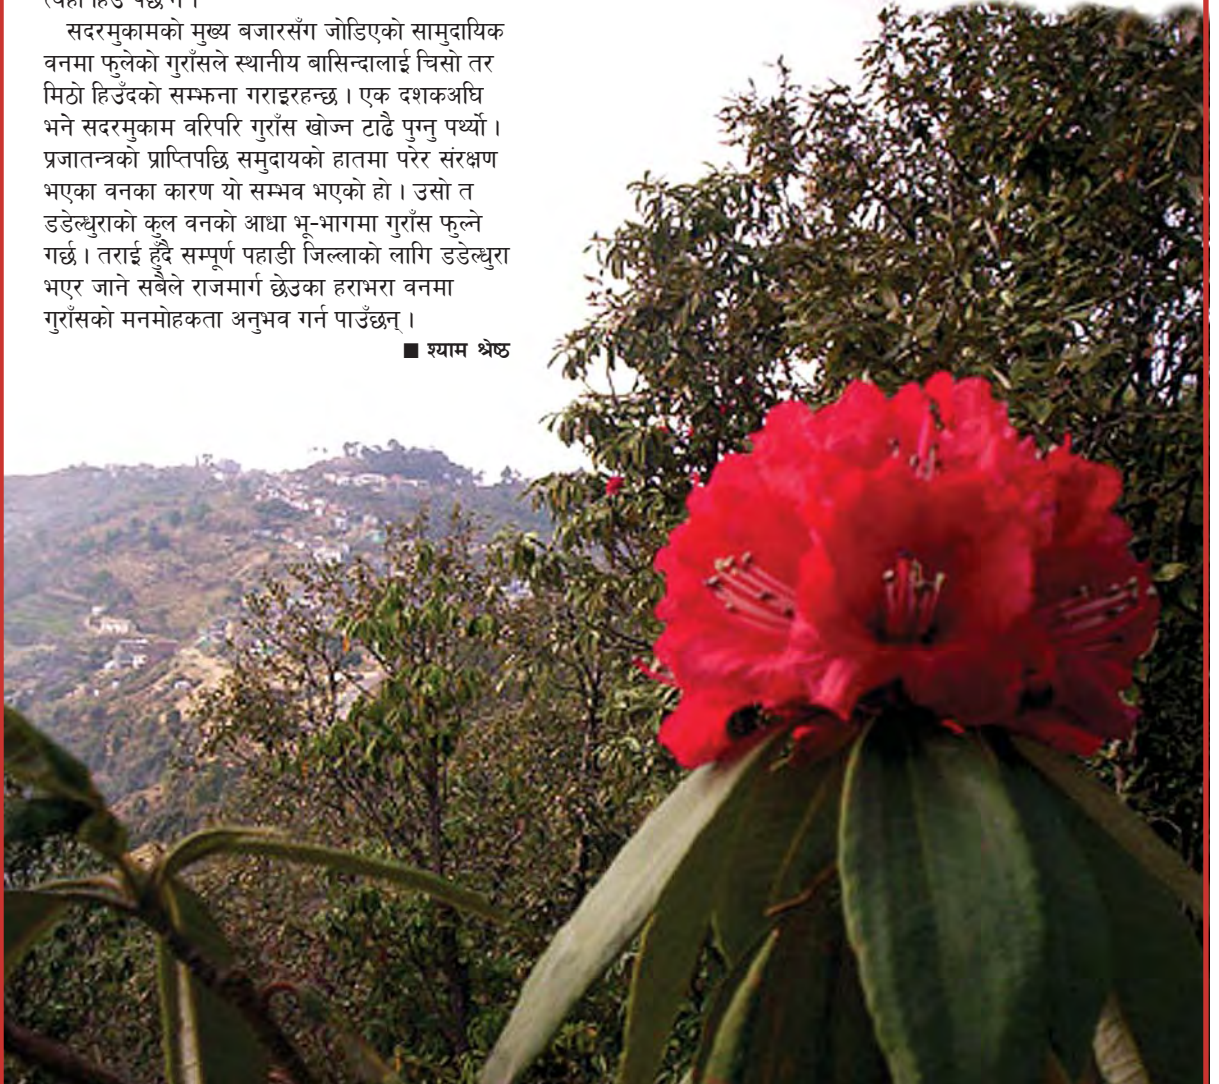 सदरमुकामको मुख्य बजारसँग जोडिएको सामुदायिक
वनमा फुलेको गुराँसले स्थानीय बासिन्दालाई चिसो तर
मिठो हिउँदको सम्झना गराइरहन्छ । एक दशकअघि
भने सदरमुकाम वरिपरि गुराँस खोज्न टाढै पुग्नु पर्थ्यो ।
प्रजातन्त्रको प्राप्तिपछि समुदायको हातमा परेर संरक्षण
भएका वनका कारण यो सम्भव भएको हो । उसो त
डडेल्धुराको कुल वनको आधा भू-भागमा गुराँस फुल्ने
गर्छ । तराई हुँदै सम्पूर्ण पहाडी जिल्लाको लागि डडेल्धुरा
भएर जाने सबैले राजमार्ग छेउका हराभरा वनमा
गुराँसको मनमोहकता अनुभव गर्न पाउँछन् ।
■ श्याम श्रेष्ठ